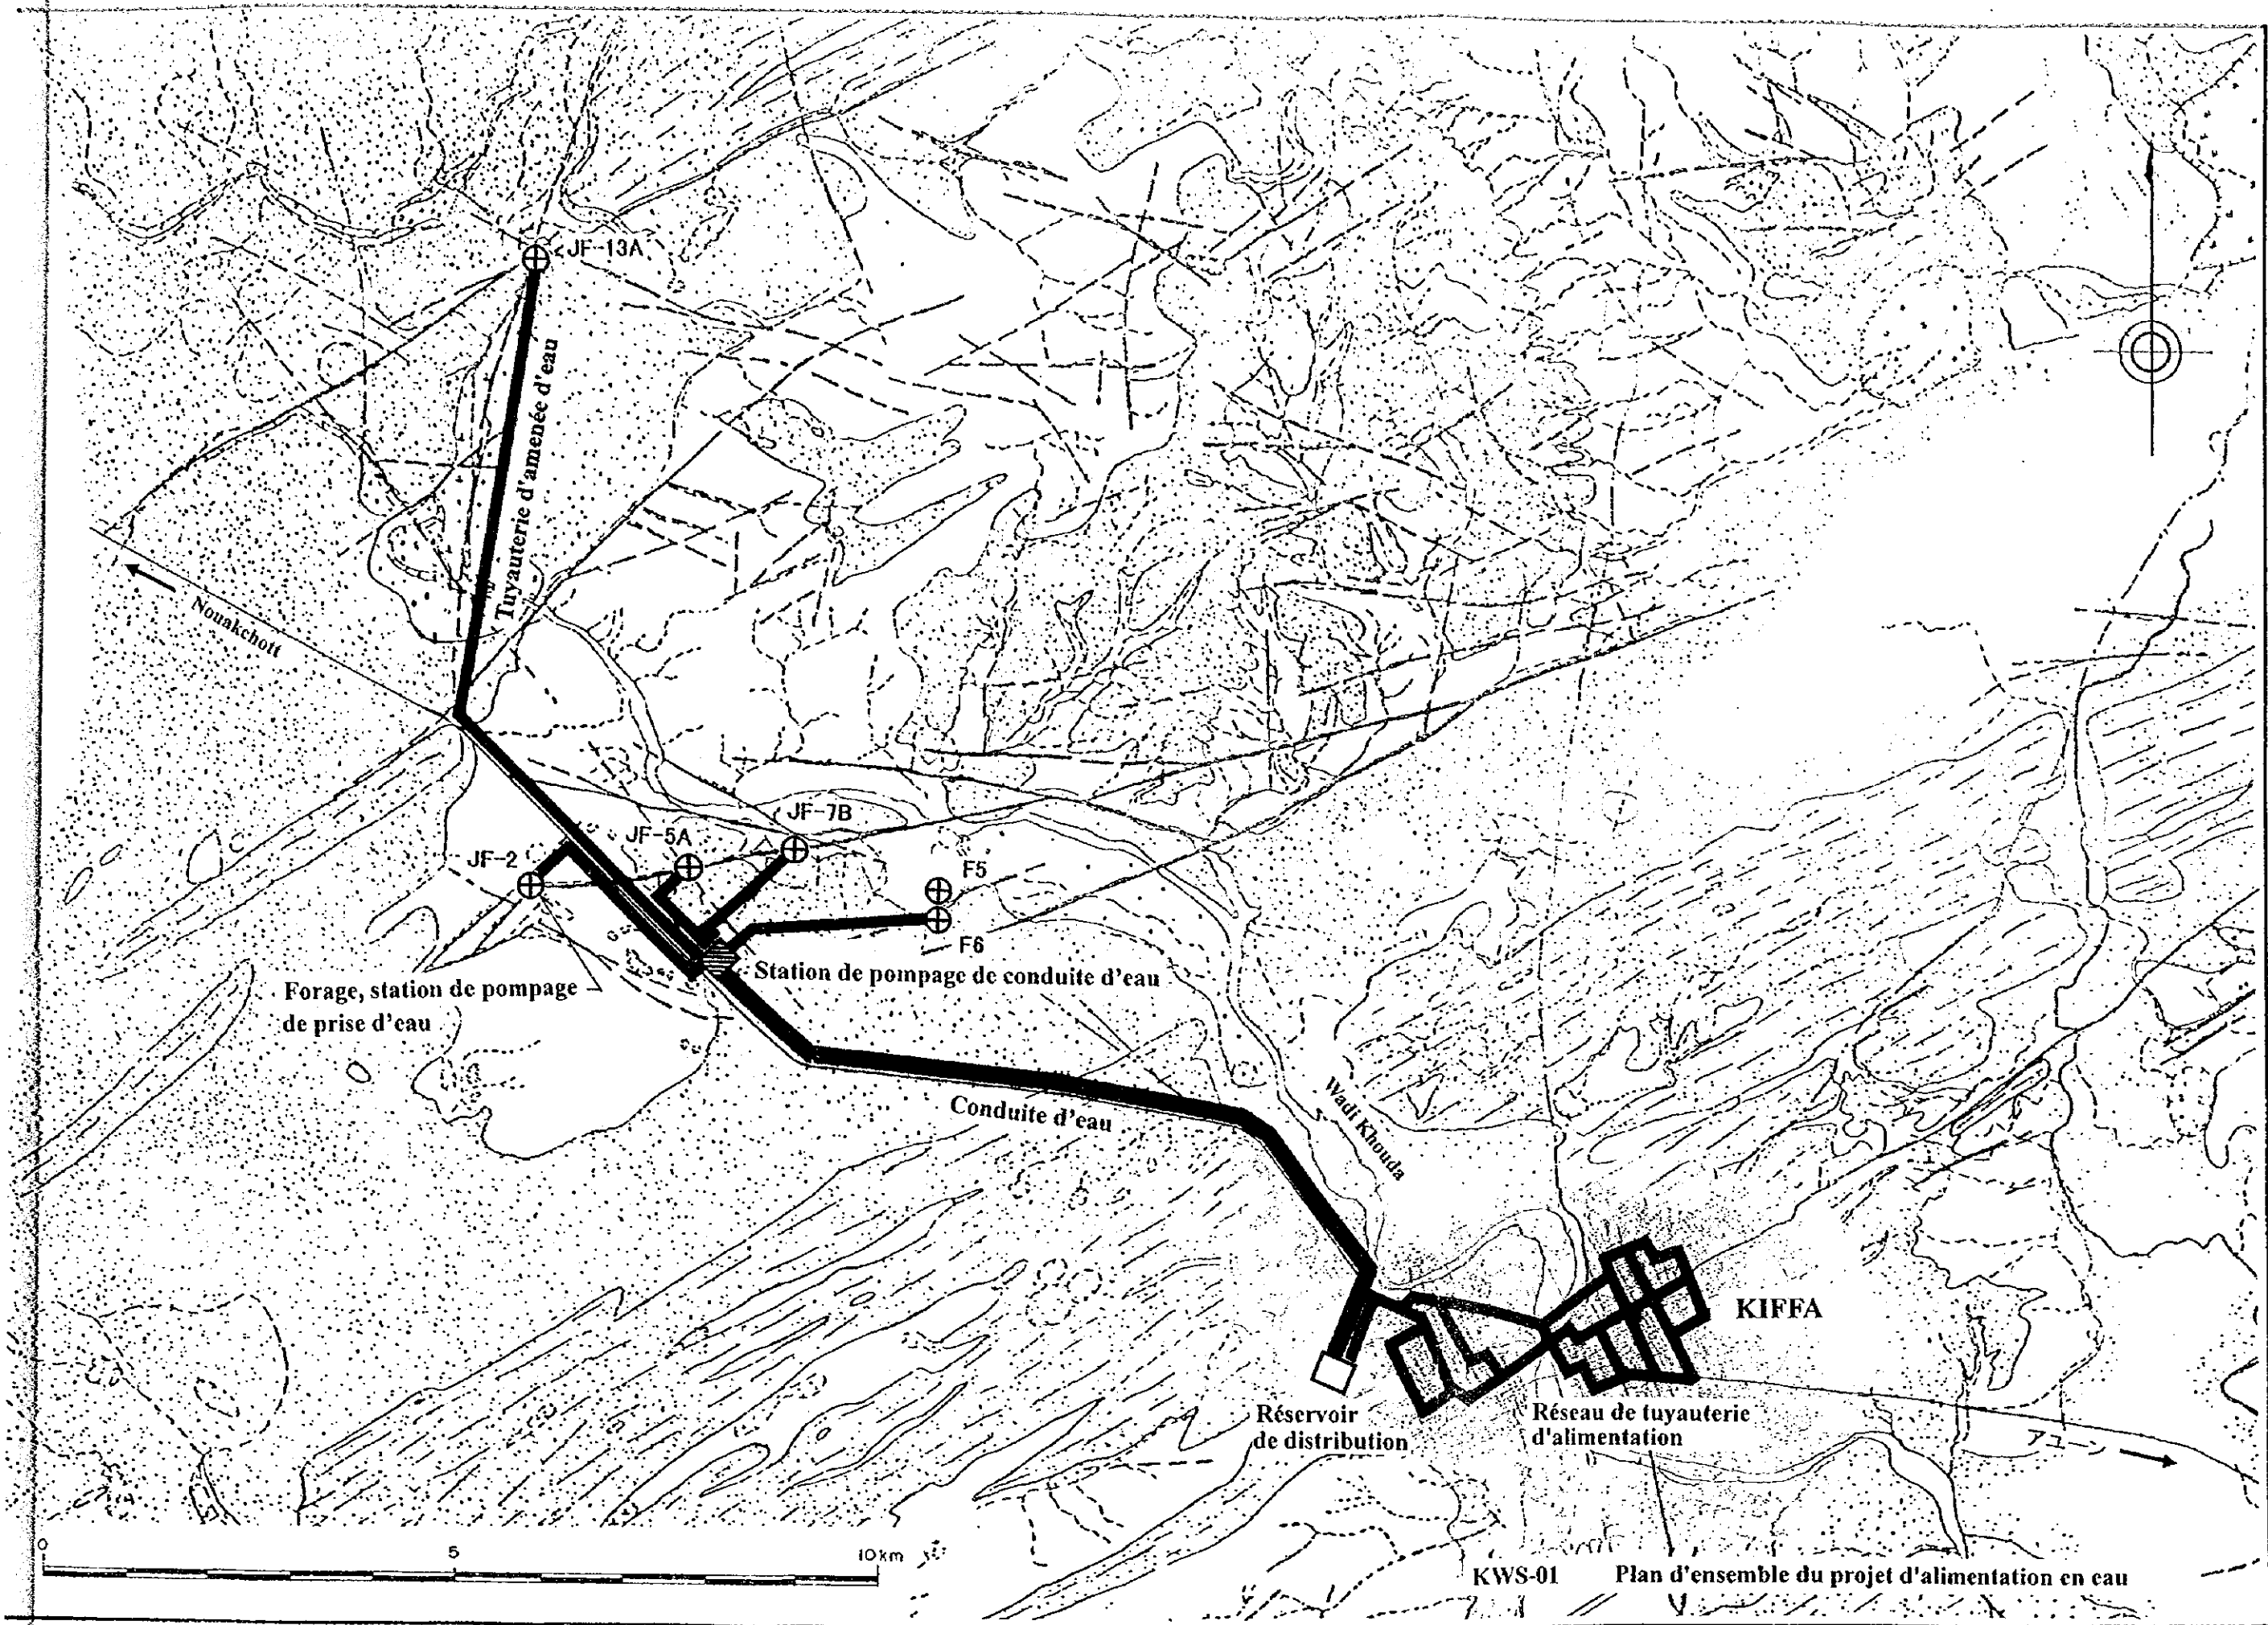 JF-13A
Tuyauterie d'amenée d'eau
Nouakchott
JF-7B
JF-5A
JF-2
F5
F6
Station de pompage de conduite d'eau
Forage, station de pompage
de prise d'eau
Conduite d'eau
Wadi Khouda
KIFFA
Réservoir
de distribution
Réseau de tuyauterie
d'alimentation
0
5
10km
KWS-01 Plan d'ensemble du projet d'alimentation en eau